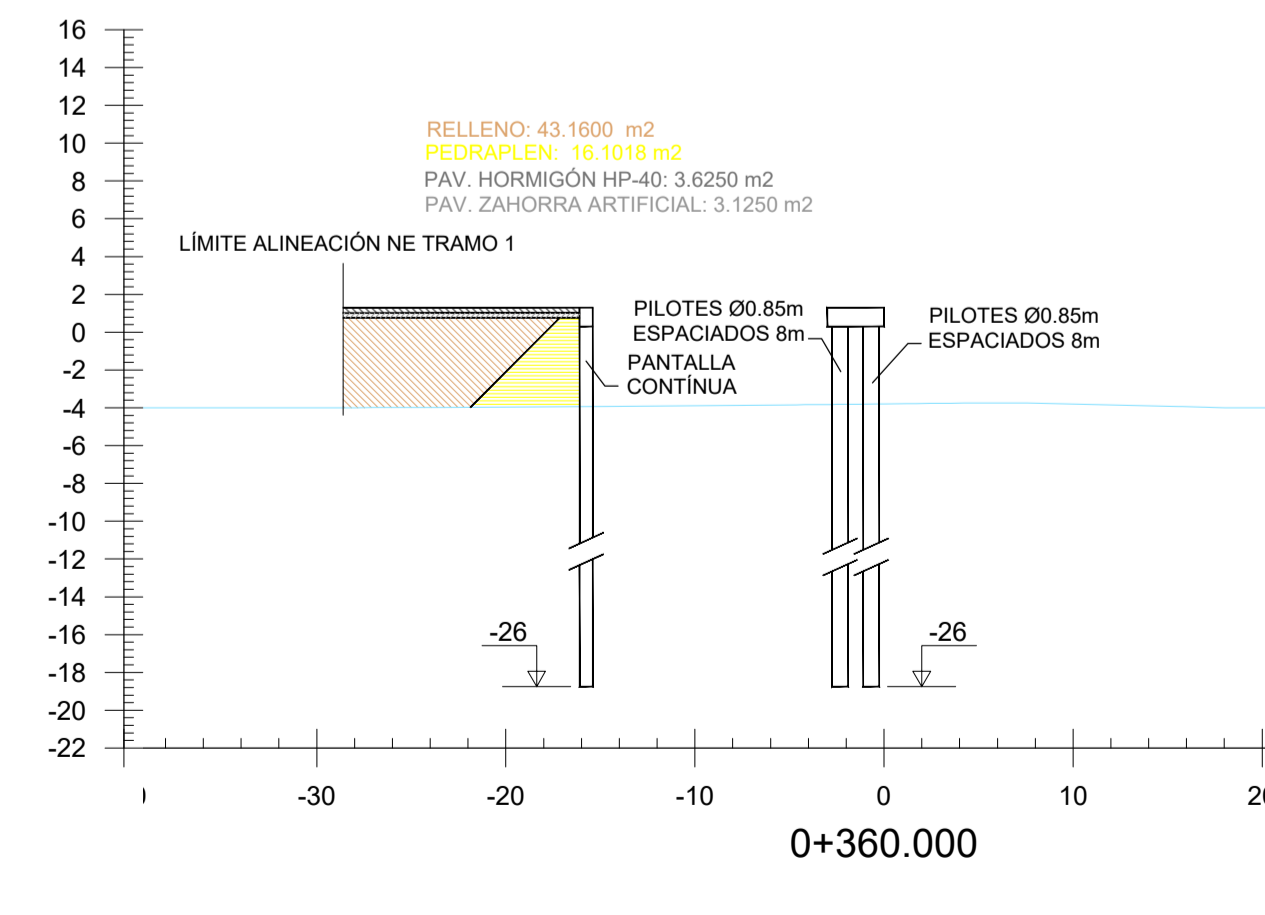 16
14
12
10
8
6
4
2
0
-2
-4
-6
-8
-10
-12
-14
-16
-18
-20
-22
RELLENO: 43.1600 m2
PEDRAPLEN: 16.1018 m2
PAV. HORMIGÓN HP-40: 3.6250 m2
PAV. ZAHORRA ARTIFICIAL: 3.1250 m2
LÍMITE ALINEACIÓN NE TRAMO 1
PILOTES Ø0.85m
ESPACIADOS 8m
PANTALLA
CONTÍNUA
PILOTES Ø0.85m
ESPACIADOS 8m
-26
-26
-30
-20
-10
0
10
0+360.000